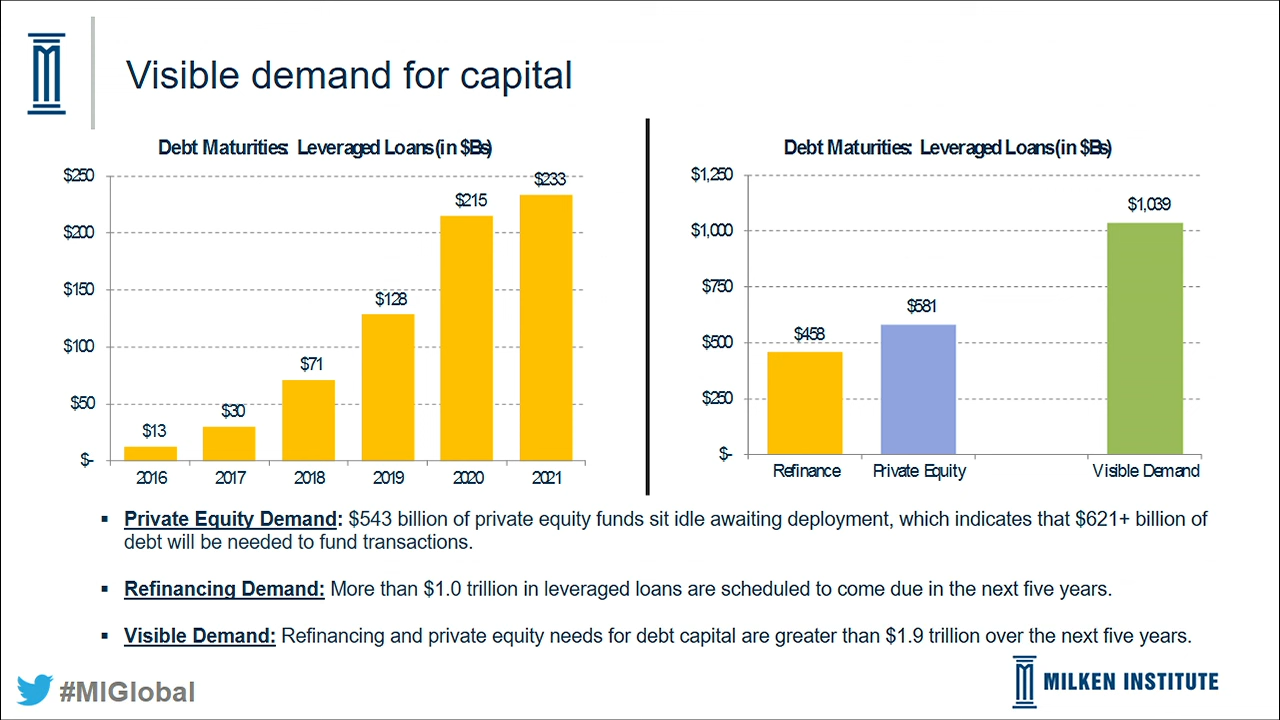 Visible demand for capital
Debt Maturities: Leveraged Loans (in $Bs)
$250
$200
$150
$100
$50
$-
$13
$30
$71
$128
$215
$233
2016 2017 2018 2019 2020 2021
Debt Maturities: Leveraged Loans (in $Bs)
$1,250
$1,000
$750
$500
$250
$-
$458
$581
$1,039
Refinance Private Equity Visible Demand
▪ Private Equity Demand: $543 billion of private equity funds sit idle awaiting deployment, which indicates that $621+ billion of
debt will be needed to fund transactions.
▪ Refinancing Demand: More than $1.0 trillion in leveraged loans are scheduled to come due in the next five years.
▪ Visible Demand: Refinancing and private equity needs for debt capital are greater than $1.9 trillion over the next five years.
#MIGlobal
MILKEN INSTITUTE